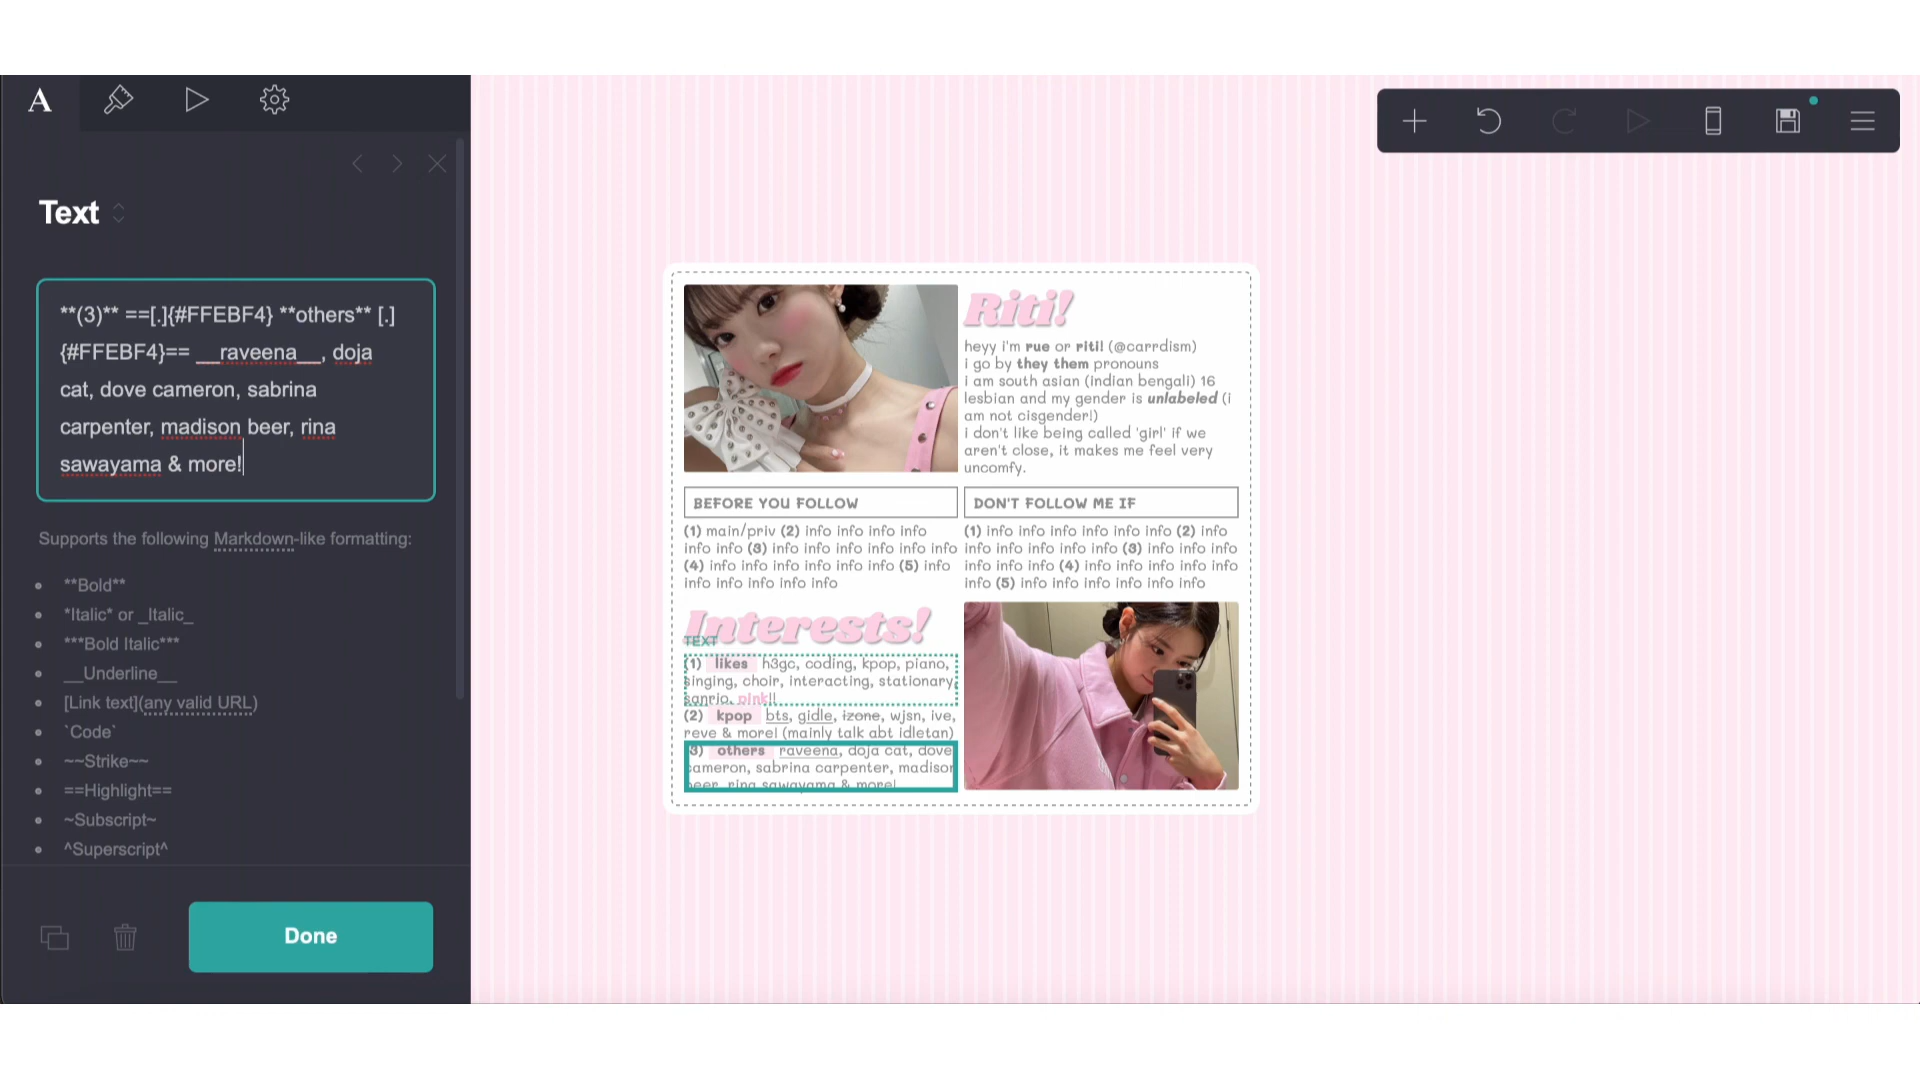 A
Text
**(3)** ==[.]{#FFEBF4} **others** [.]
{#FFEBF4}== __raveena__, doja
cat, dove cameron, sabrina
carpenter, madison beer, rina
sawayama & more!
Supports the following Markdown-like formatting:
**Bold**
*Italic* or _Italic_
***Bold Italic***
__Underline__
[Link text](any valid URL)
`Code`
~~Strike~~
==Highlight==
~Subscript~
^Superscript^
Done
Riti!
heyy i'm rue or riti! (@carrdism)
i go by they them pronouns
i am south asian (indian bengali) 16
lesbian and my gender is unlabeled (i
am not cisgender!)
i don't like being called 'girl' if we
aren't close, it makes me feel very
uncomfy.
BEFORE YOU FOLLOW
(1) main/priv (2) info info info info
info info (3) info info info info info info
(4) info info info info info info (5) info
info info info info info
DON'T FOLLOW ME IF
(1) info info info info info info (2) info
info info info info info (3) info info info
info info info (4) info info info info info
info (5) info info info info info info
Interests!
TEXT
(1) likes h3gc, coding, kpop, piano,
singing, choir, interacting, stationary,
sanrio, pink!!
(2) kpop bts, gidle, izone, wjsn, ive,
reve & more! (mainly talk abt idletan)
(3) others raveena, doja cat, dove
cameron, sabrina carpenter, madison
beer, rina sawayama & more!